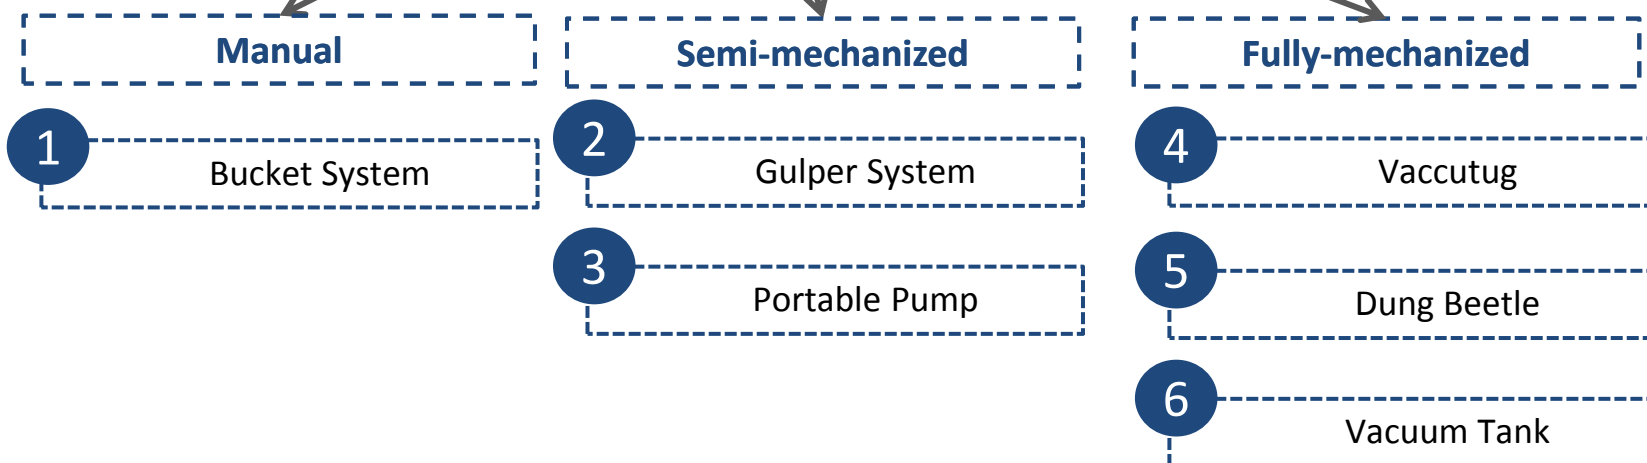 Manual
1
Bucket System
Semi-mechanized
2
Gulper System
3
Portable Pump
Fully-mechanized
4
Vaccutug
5
Dung Beetle
6
Vacuum Tank